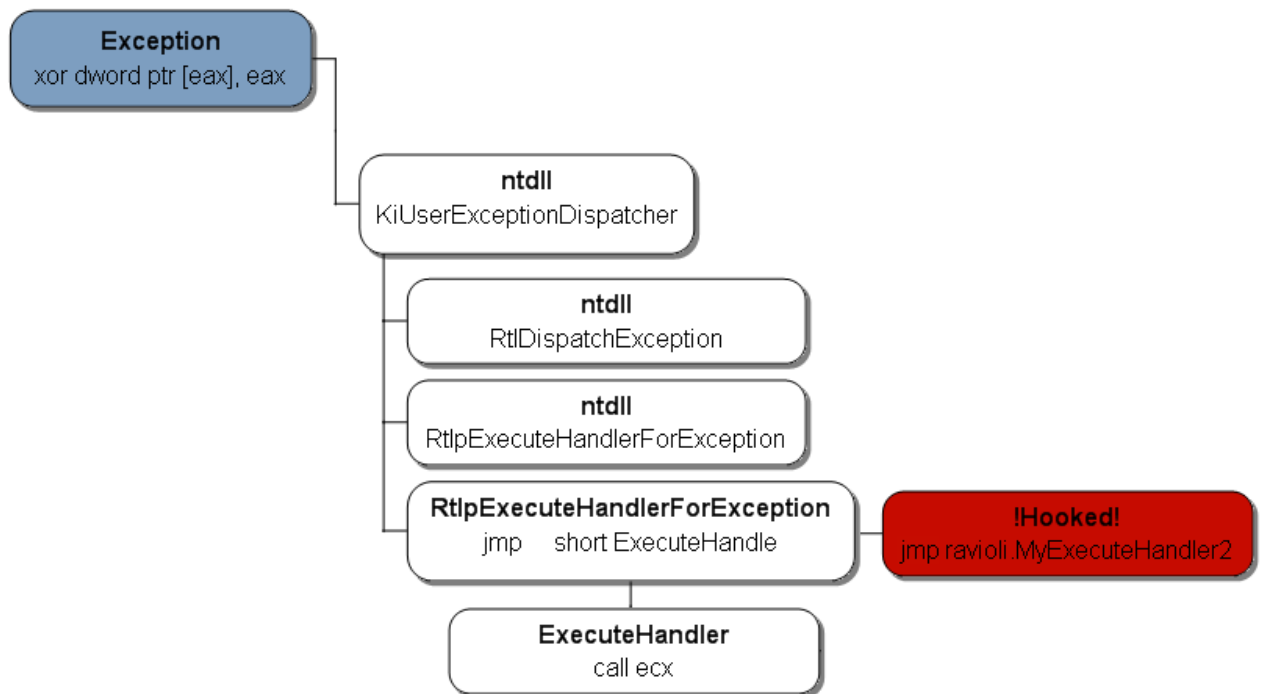 Exception
xor dword ptr [eax], eax
ntdll
KiUserExceptionDispatcher
ntdll
RtlDispatchException
ntdll
RtlpExecuteHandlerForException
RtlpExecuteHandlerForException
jmp short ExecuteHandle
!Hooked!
jmp ravioli.MyExecuteHandler2
ExecuteHandler
call ecx